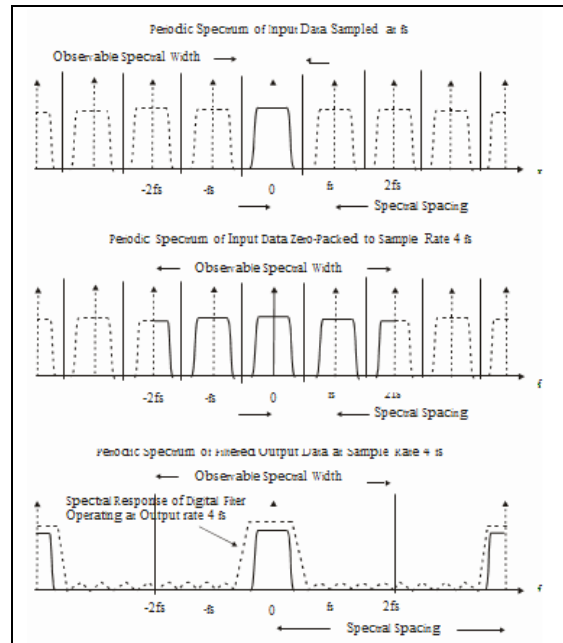 Periodic Spectrum of Input Data Sampled at fs
Observable Spectral Width
-2fs -fs 0 fs 2fs
Spectral Spacing
Periodic Spectrum of Input Data Zero-Packed to Sample Rate 4 fs
Observable Spectral Width
-2fs -fs 0 fs 2fs
Spectral Spacing
f
Periodic Spectrum of Filtered Output Data at Sample Rate 4 fs
Observable Spectral Width
Spectral Response of Digital Filter
Operating at Output rate 4 fs
f
-2fs -fs 0 fs 2fs
Spectral Spacing